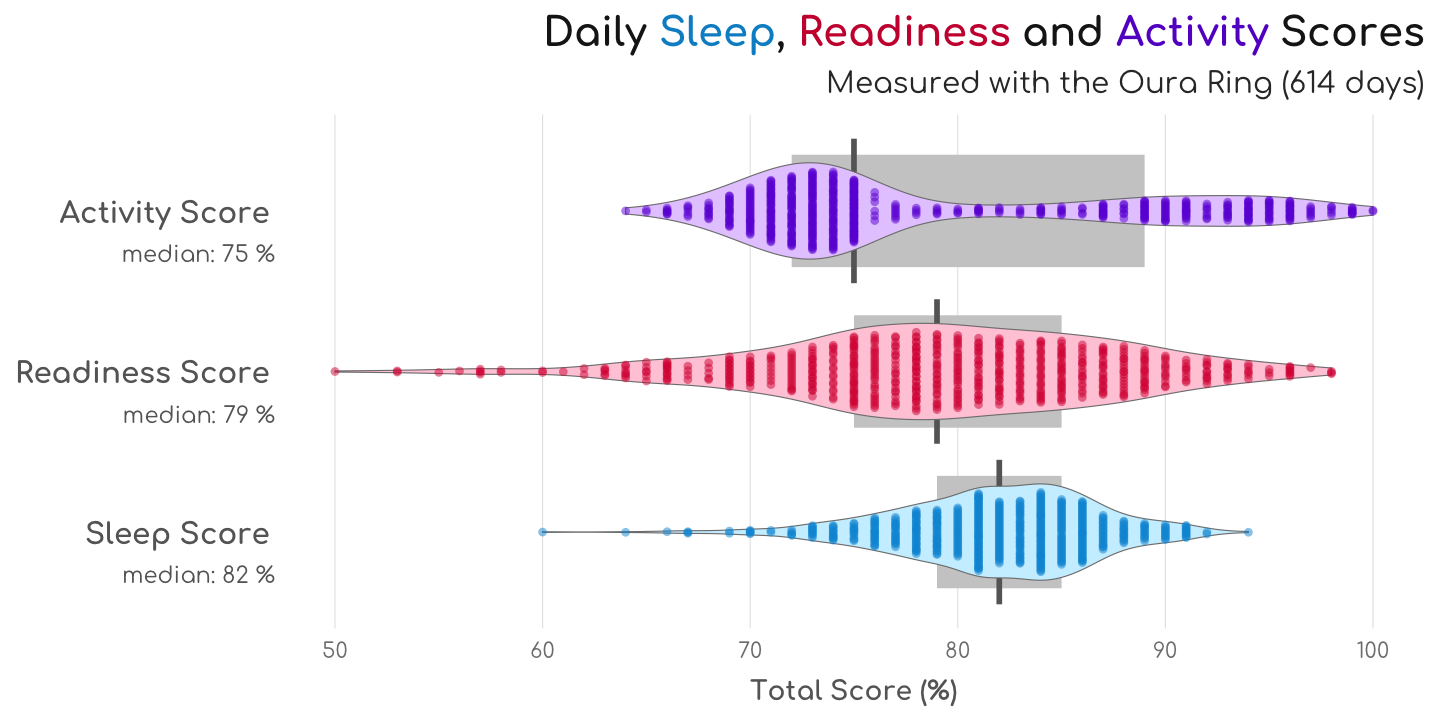 Daily Sleep, Readiness and Activity Scores
Measured with the Oura Ring (614 days)
Activity Score
median: 75 %
Readiness Score
median: 79 %
Sleep Score
median: 82 %
50 60 70 80 90 100
Total Score (%)